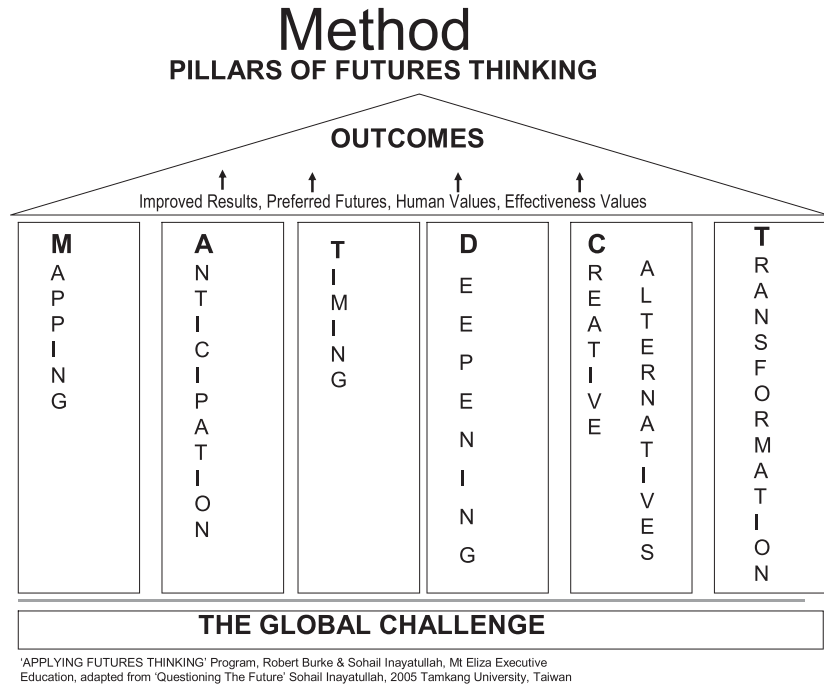 Method
PILLARS OF FUTURES THINKING
OUTCOMES
Improved Results, Preferred Futures, Human Values, Effectiveness Values
MAPPING
ANTICIPATION
TIMING
DEEPENING
CREATIVE
ALTERNATIVES
TRANSFORMATION
THE GLOBAL CHALLENGE
'APPLYING FUTURES THINKING' Program, Robert Burke & Sohail Inayatullah, Mt Eliza Executive
Education, adapted from 'Questioning The Future' Sohail Inayatullah, 2005 Tamkang University, Taiwan